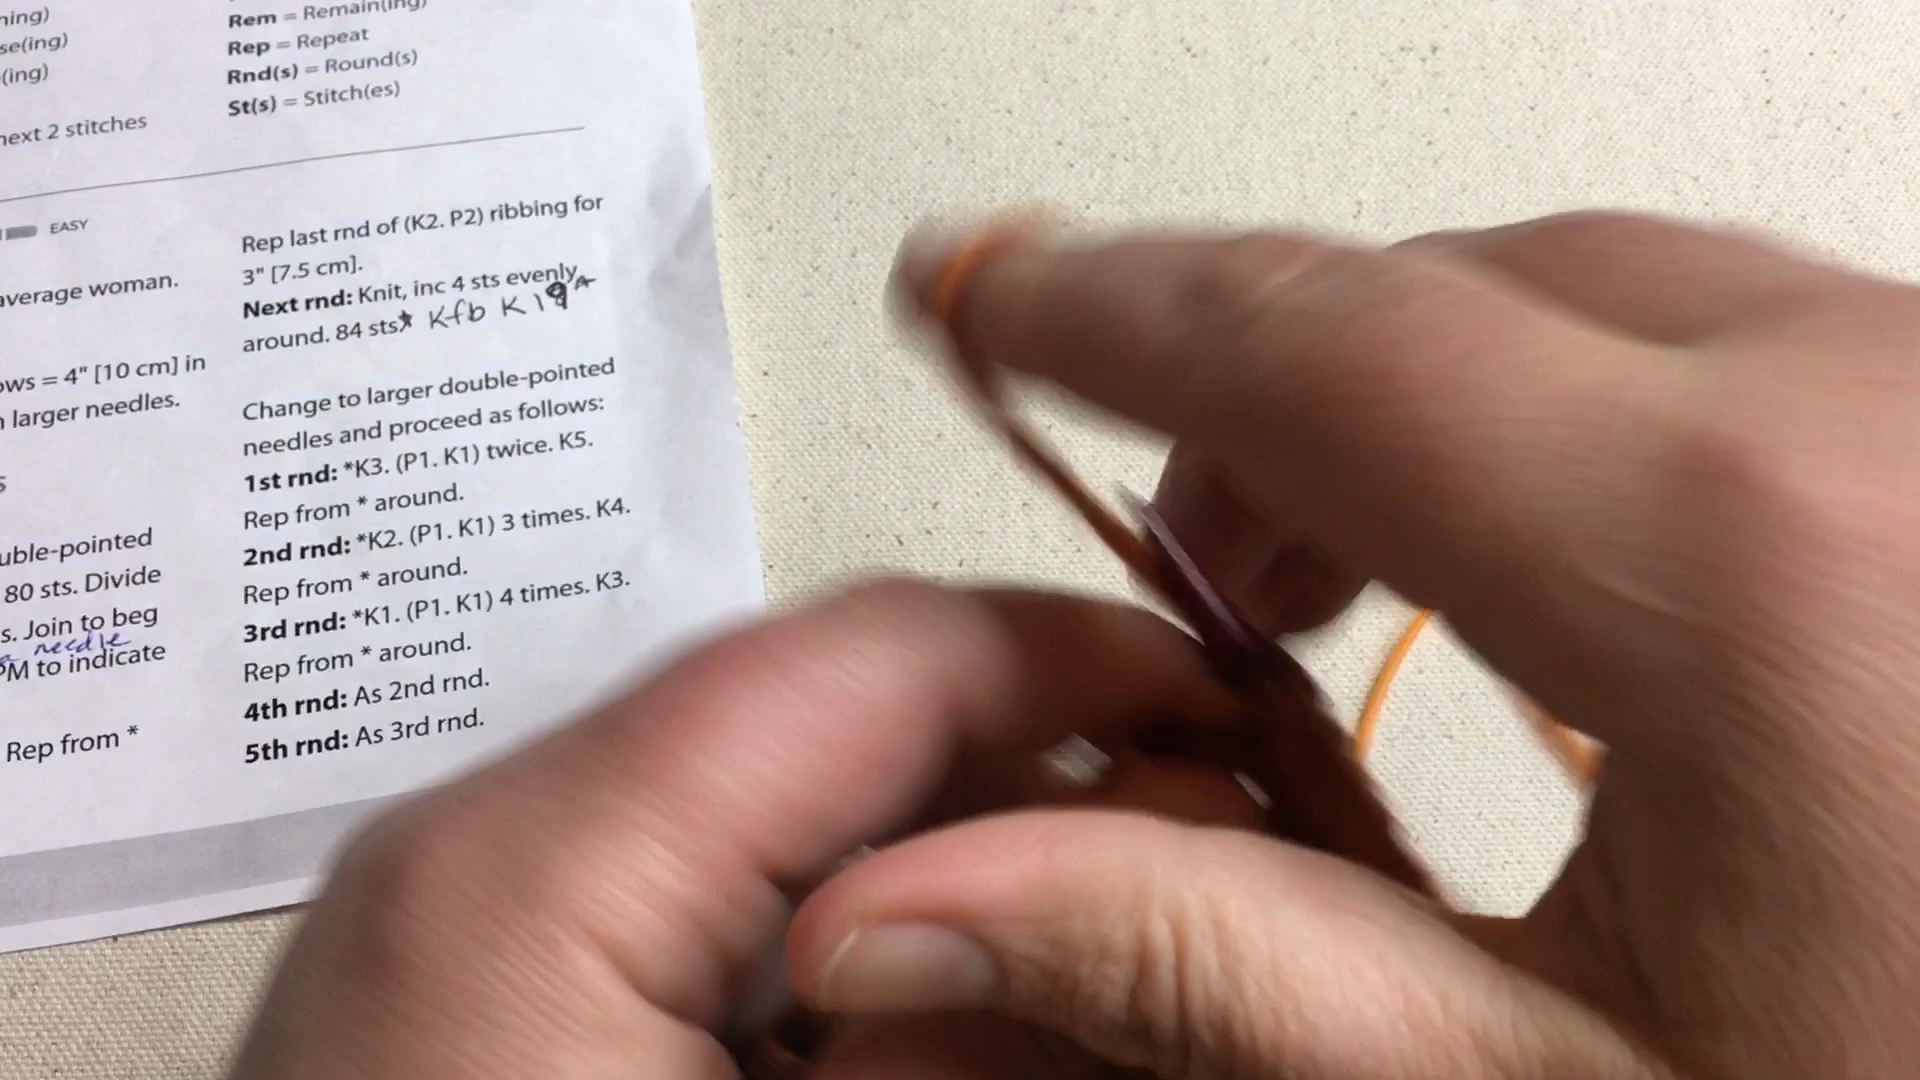 ning)
se(ing)
(ing)
next 2 stitches
Rem = Remain(ing)
Rep = Repeat
Rnd(s) = Round(s)
St(s) = Stitch(es)
EASY
average woman.
ows = 4" [10 cm] in
larger needles.
uble-pointed
80 sts. Divide
s. Join to beg
needle
PM to indicate
Rep from *
Rep last rnd of (K2. P2) ribbing for
3" [7.5 cm].
Next rnd: Knit, inc 4 sts evenly
around. 84 sts. * Kfb K19 *
Change to larger double-pointed
needles and proceed as follows:
1st rnd: *K3. (P1. K1) twice. K5.
Rep from * around.
2nd rnd: *K2. (P1. K1) 3 times. K4.
Rep from * around.
3rd rnd: *K1. (P1. K1) 4 times. K3.
Rep from * around.
4th rnd: As 2nd rnd.
5th rnd: As 3rd rnd.